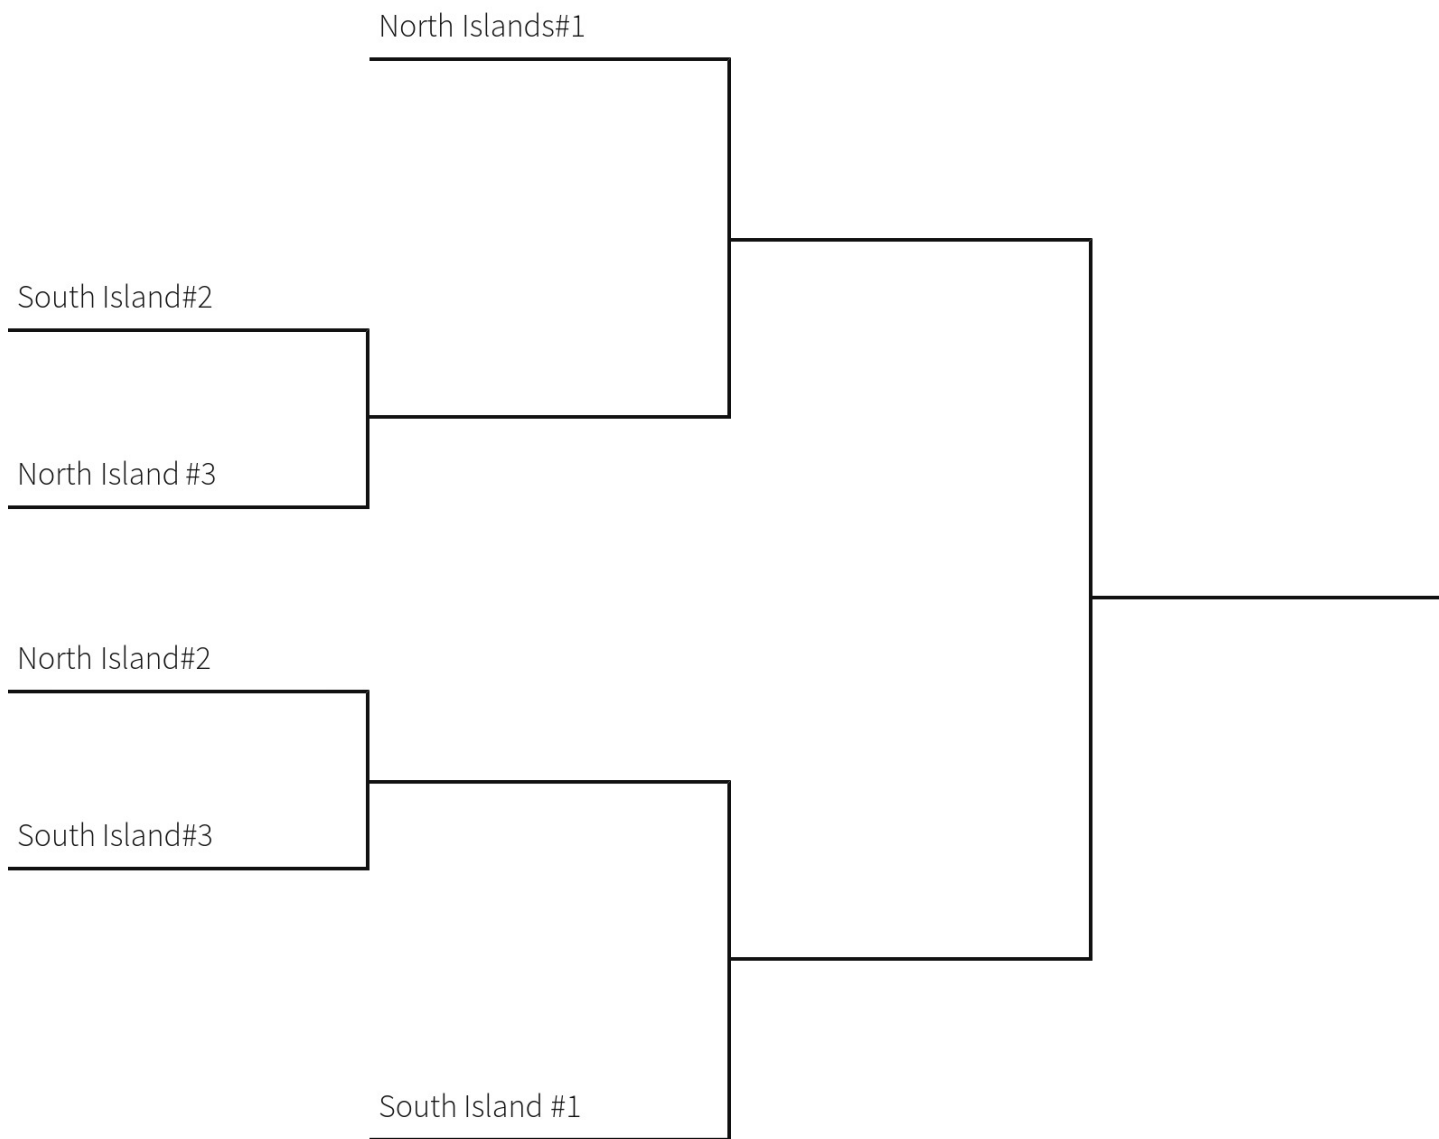 North Islands#1
South Island#2
North Island #3
North Island#2
South Island#3
South Island #1